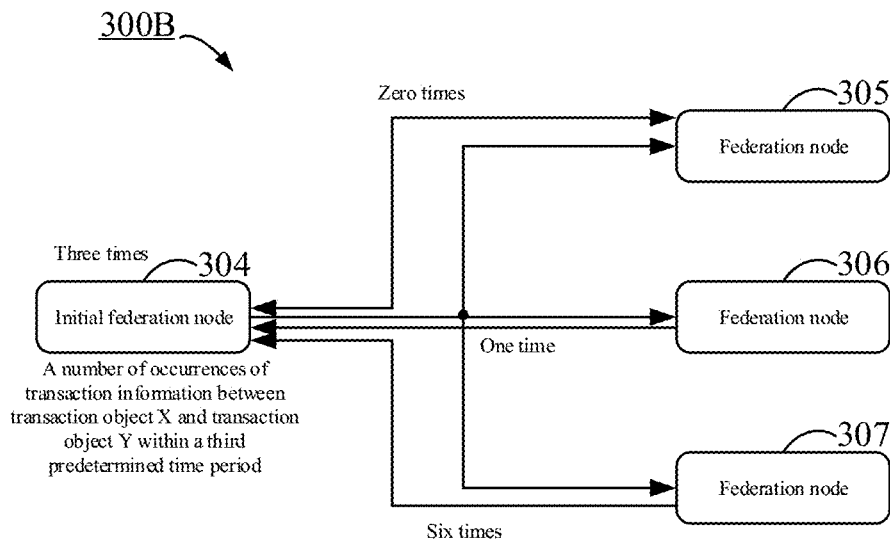 300B
Zero times
305
Federation node
Three times
304
306
Initial federation node
Federation node
One time
A number of occurrences of
transaction information between
transaction object X and transaction
object Y within a third
predetermined time period
307
Federation node
Six times